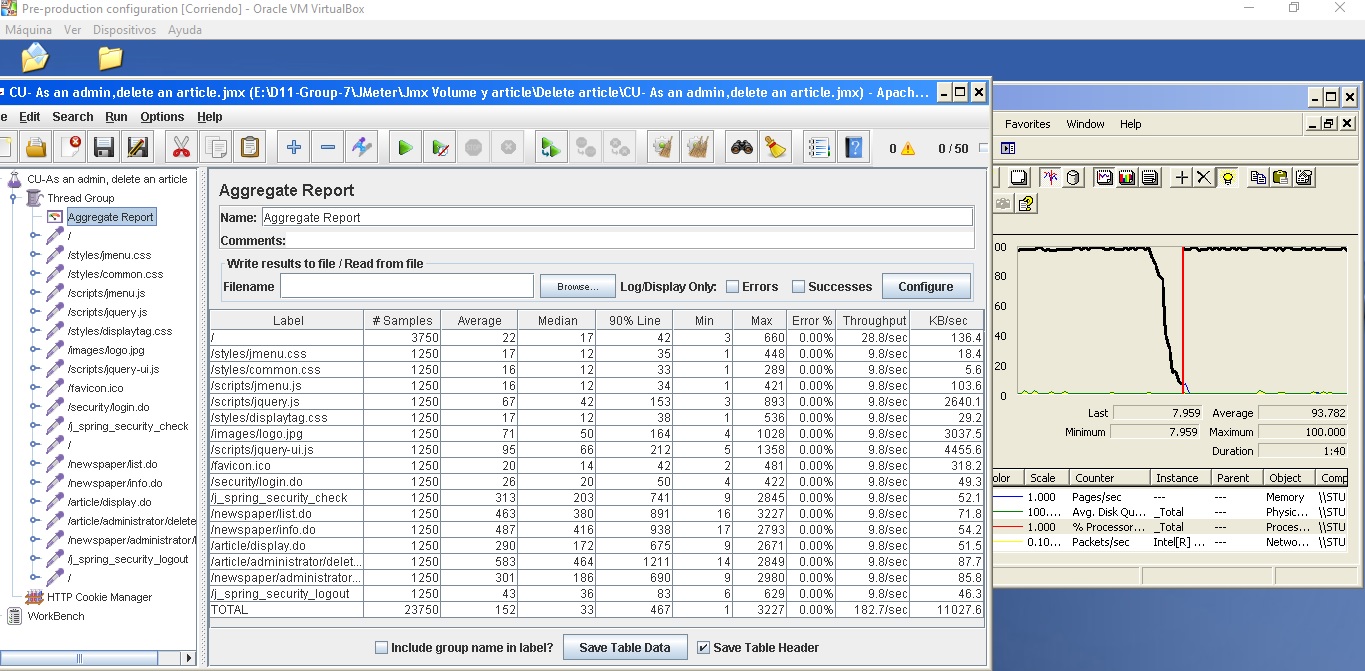 Pre-production configuration [Corriendo] - Oracle VM VirtualBox
Máquina Ver Dispositivos Ayuda
CU- As an admin,delete an article.jmx (E:\D11-Group-7\JMeter\Jmx Volume y article\Delete article\CU- As an admin,delete an article.jmx) - Apach...
e Edit Search Run Options Help
0 0 / 50
CU-As an admin, delete an article
Thread Group
Aggregate Report
/
/styles/jmenu.css
/styles/common.css
/scripts/jmenu.js
/scripts/jquery.js
/styles/displaytag.css
/images/logo.jpg
/scripts/jquery-ui.js
/favicon.ico
/security/login.do
/j_spring_security_check
/
/newspaper/list.do
/newspaper/info.do
/article/display.do
/article/administrator/delete
/newspaper/administrator/l
/j_spring_security_logout
/
HTTP Cookie Manager
WorkBench
Aggregate Report
Name: Aggregate Report
Comments:
Write results to file / Read from file
Filename Browse... Log/Display Only: Errors Successes Configure
Label # Samples Average Median 90% Line Min Max Error % Throughput KB/sec
/ 3750 22 17 42 3 660 0.00% 28.8/sec 136.4
/styles/jmenu.css 1250 17 12 35 1 448 0.00% 9.8/sec 18.4
/styles/common.css 1250 16 12 33 1 289 0.00% 9.8/sec 5.6
/scripts/jmenu.js 1250 16 12 34 1 421 0.00% 9.8/sec 103.6
/scripts/jquery.js 1250 67 42 153 3 893 0.00% 9.8/sec 2640.1
/styles/displaytag.css 1250 17 12 38 1 536 0.00% 9.8/sec 29.2
/images/logo.jpg 1250 71 50 164 4 1028 0.00% 9.8/sec 3037.5
/scripts/jquery-ui.js 1250 95 66 212 5 1358 0.00% 9.8/sec 4455.6
/favicon.ico 1250 20 14 42 2 481 0.00% 9.8/sec 318.2
/security/login.do 1250 26 20 50 4 422 0.00% 9.8/sec 49.3
/j_spring_security_check 1250 313 203 741 9 2845 0.00% 9.8/sec 52.1
/newspaper/list.do 1250 463 380 891 16 3227 0.00% 9.8/sec 71.8
/newspaper/info.do 1250 487 416 938 17 2793 0.00% 9.8/sec 54.2
/article/display.do 1250 290 172 675 9 2671 0.00% 9.8/sec 51.5
/article/administrator/delet... 1250 583 464 1211 14 2849 0.00% 9.8/sec 87.7
/newspaper/administrator... 1250 301 186 690 9 2980 0.00% 9.8/sec 85.8
/j_spring_security_logout 1250 43 36 83 6 629 0.00% 9.8/sec 46.3
TOTAL 23750 152 33 467 1 3227 0.00% 182.7/sec 11027.6
Include group name in label? Save Table Data Save Table Header
Favorites Window Help
00
80
60
40
20
0
Last 7.959 Average 93.782
Minimum 7.959 Maximum 100.000
Duration 1:40
olor Scale Counter Instance Parent Object Comp
1.000 Pages/sec --- --- Memory \\STU
100.... Avg. Disk Qu... _Total --- Physic... \\STU
1.000 % Processor... _Total --- Proces... \\STU
0.10... Packets/sec Intel[R] ... --- Netwo... \\STU